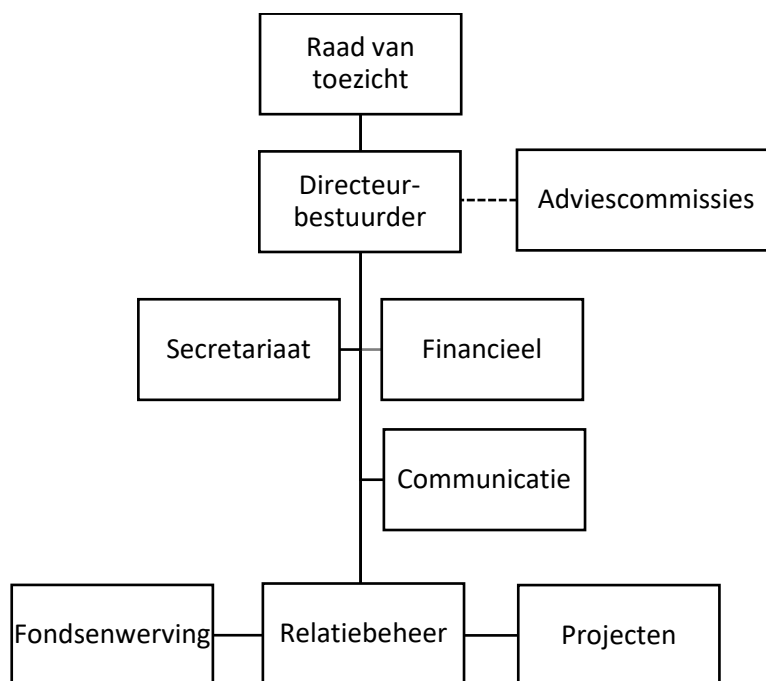 Raad van
toezicht
Directeur-
bestuurder
Adviescommissies
Secretariaat
Financieel
Communicatie
Fondsenwerving
Relatiebeheer
Projecten